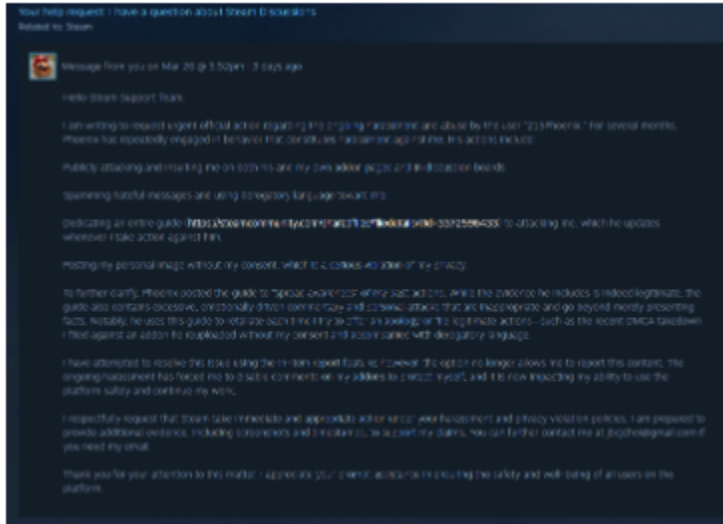 Your help request: I have a question about Steam Discussions
Related to: Steam
Message from you on Mar 26 @ 3:52pm | 3 days ago
Hello Steam Support Team,
I am writing to request urgent official action regarding the ongoing harassment and abuse by the user "213Phoenix." For several months,
Phoenix has repeatedly engaged in behavior that constitutes harassment against me. His actions include:
Publicly attacking and insulting me on both his and my own addon pages and in discussion boards.
Spamming hateful messages and using derogatory language toward me.
Dedicating an entire guide ( to attacking me, which he updates
whenever I take action against him.
Posting my personal image without my consent, which is a serious violation of my privacy.
To further clarify, Phoenix posted the guide to "spread awareness" of my past actions. While the evidence he includes is indeed legitimate, the
guide also contains excessive, emotionally driven commentary and personal attacks that are inappropriate and go beyond merely presenting
facts. Notably, he uses this guide to retaliate each time I try to offer an apology or file legitimate actions—such as the recent DMCA takedown
I filed against an addon he reuploaded without my consent and accompanied with derogatory language.
I have attempted to resolve this issue using the in-item report feature; however the option no longer allows me to report this content. The
ongoing harassment has forced me to disable comments on my addons to protect myself, and it is now impacting my ability to use the
platform safely and continue my work.
I respectfully request that Steam take immediate and appropriate action under your harassment and privacy violation policies. I am prepared to
provide additional evidence, including screenshots and timestamps, to support my claims. You can further contact me at if
you need my email.
Thank you for your attention to this matter. I appreciate your prompt assistance in ensuring the safety and well-being of all users on the
platform.